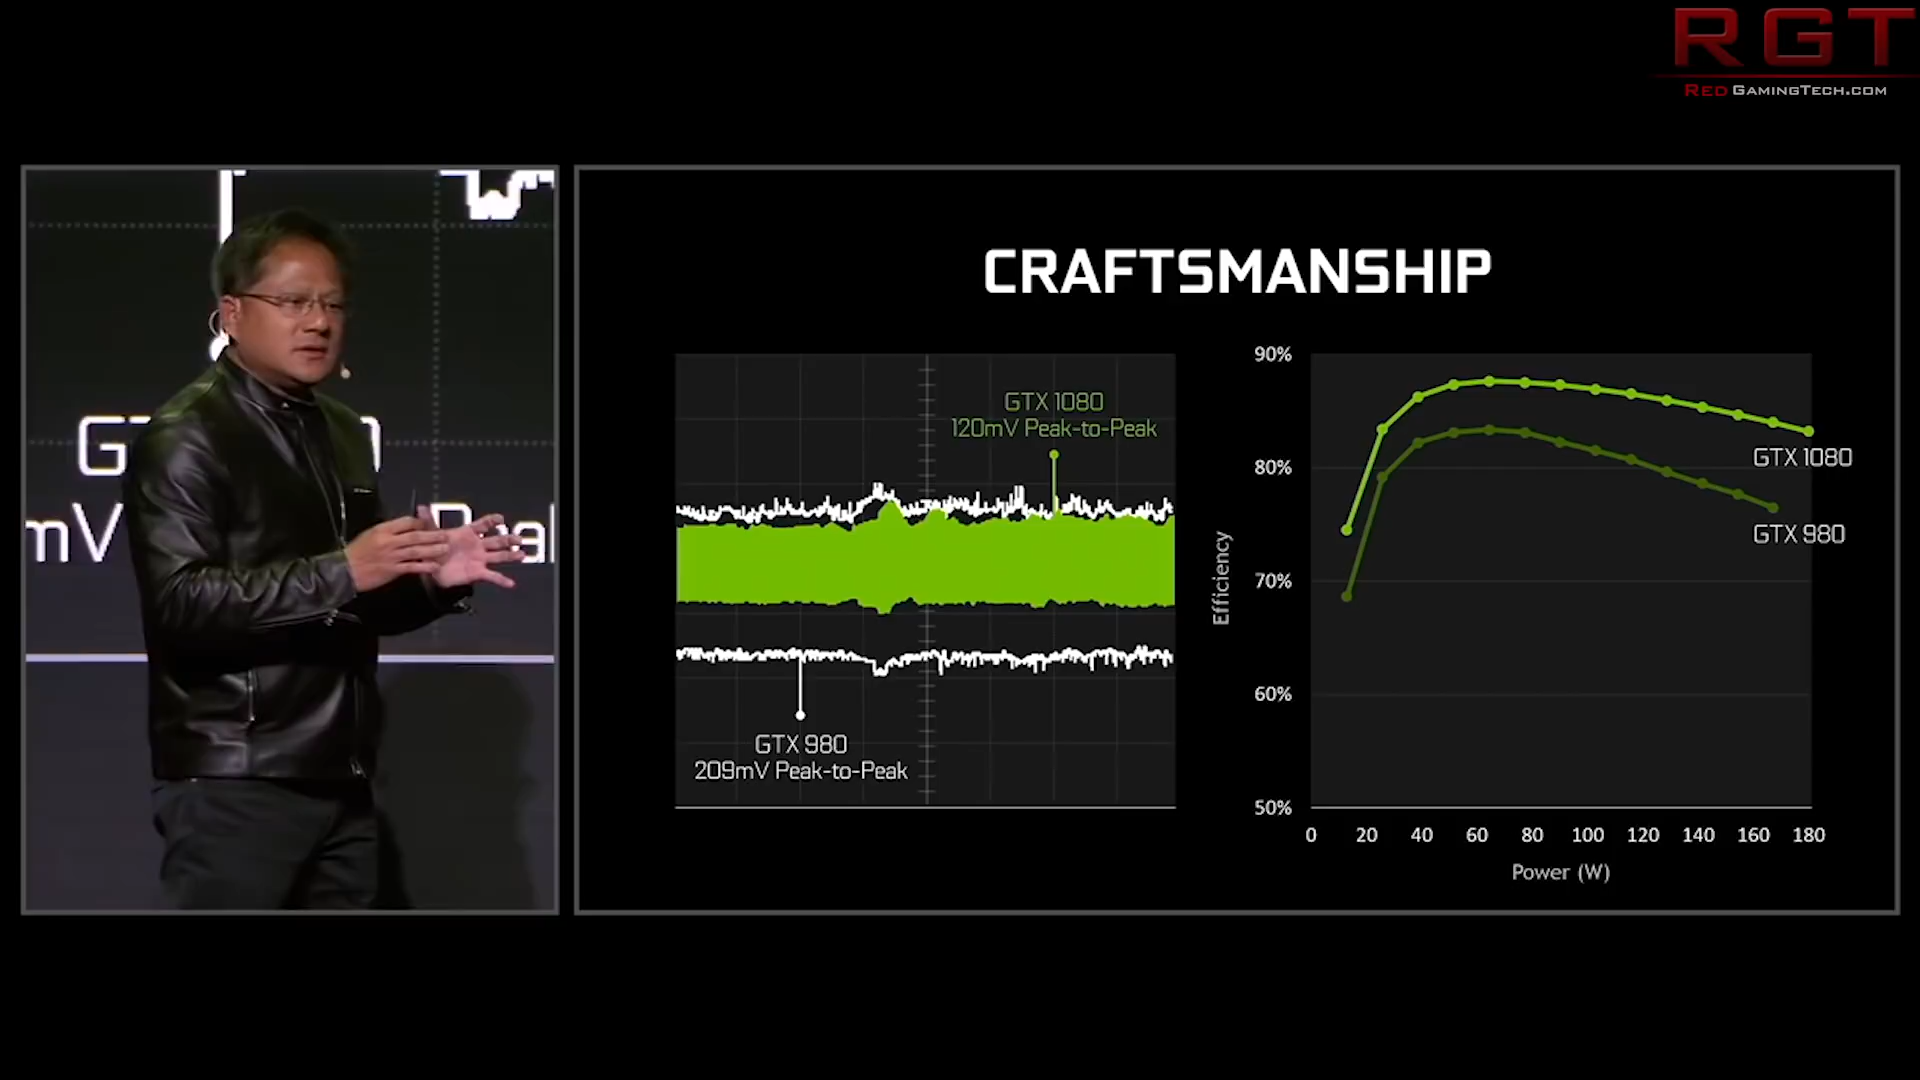 RGT
RED GAMINGTECH.COM
CRAFTSMANSHIP
GTX 1080
120mV Peak-to-Peak
GTX 980
209mV Peak-to-Peak
Efficiency
90%
80%
70%
60%
50%
GTX 1080
GTX 980
0 20 40 60 80 100 120 140 160 180
Power (W)
mV